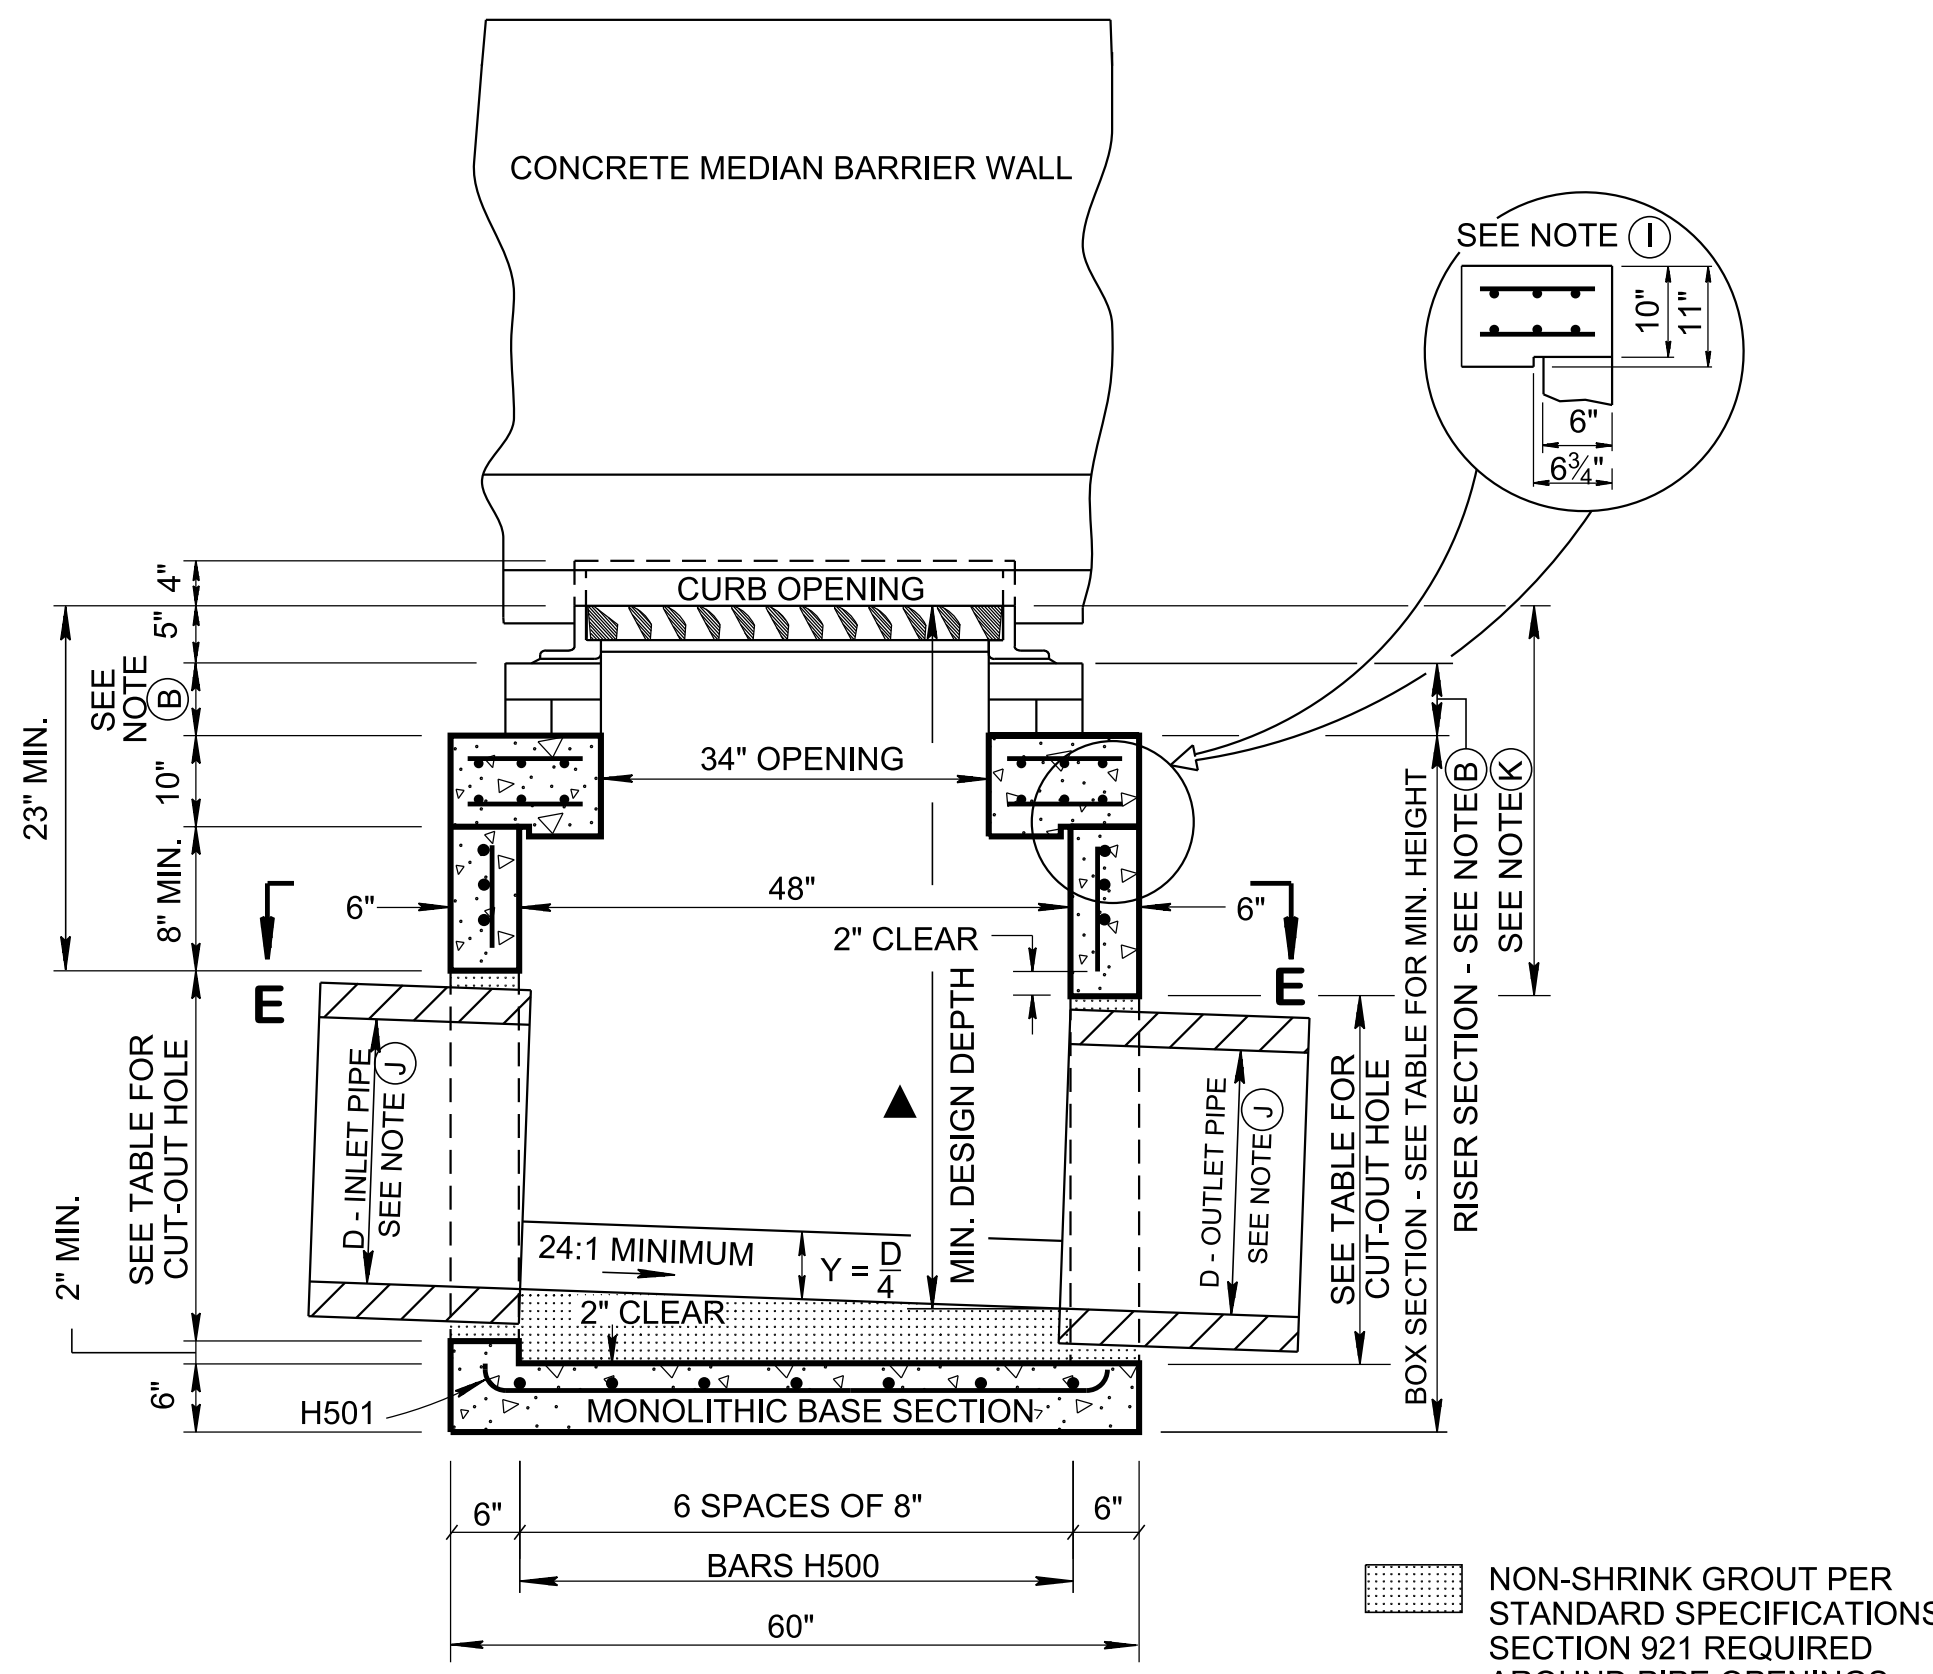 CONCRETE MEDIAN BARRIER WALL
SEE NOTE I
10"
11"
6"
6¾"
4"
5"
CURB OPENING
SEE
NOTE B
23" MIN.
10"
34" OPENING
8" MIN.
6"
48"
6"
2" CLEAR
E
E
SEE TABLE FOR
CUT-OUT HOLE
D - INLET PIPE
SEE NOTE J
MIN. DESIGN DEPTH
D - OUTLET PIPE
SEE NOTE J
SEE TABLE FOR
CUT-OUT HOLE
BOX SECTION - SEE TABLE FOR MIN. HEIGHT
RISER SECTION - SEE NOTE B
SEE NOTE K
2" MIN.
24:1 MINIMUM
Y = D/4
2" CLEAR
6"
H501
MONOLITHIC BASE SECTION
6"
6 SPACES OF 8"
6"
BARS H500
60"
NON-SHRINK GROUT PER
STANDARD SPECIFICATIONS
SECTION 921 REQUIRED
AROUND PIPE OPENINGS